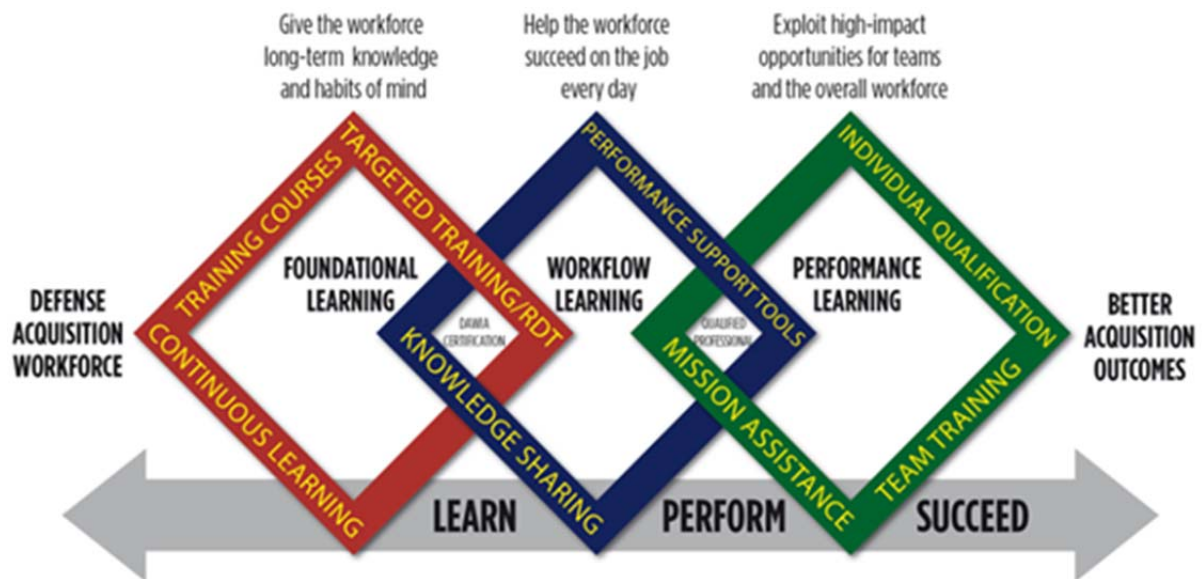 Give the workforce
long-term knowledge
and habits of mind
Help the workforce
succeed on the job
every day
Exploit high-impact
opportunities for teams
and the overall workforce
TRAINING COURSES
TARGETED TRAINING/RDT
CONTINUOUS LEARNING
FOUNDATIONAL
LEARNING
DAWIA
CERTIFICATION
PERFORMANCE SUPPORT TOOLS
KNOWLEDGE SHARING
WORKFLOW
LEARNING
QUALIFIED
PROFESSIONAL
INDIVIDUAL QUALIFICATION
MISSION ASSISTANCE
TEAM TRAINING
PERFORMANCE
LEARNING
DEFENSE
ACQUISITION
WORKFORCE
BETTER
ACQUISITION
OUTCOMES
LEARN
PERFORM
SUCCEED